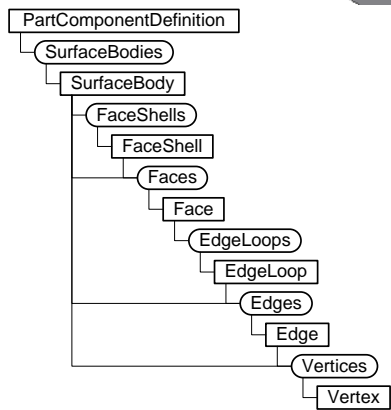 PartComponentDefinition
SurfaceBodies
SurfaceBody
FaceShells
FaceShell
Faces
Face
EdgeLoops
EdgeLoop
Edges
Edge
Vertices
Vertex